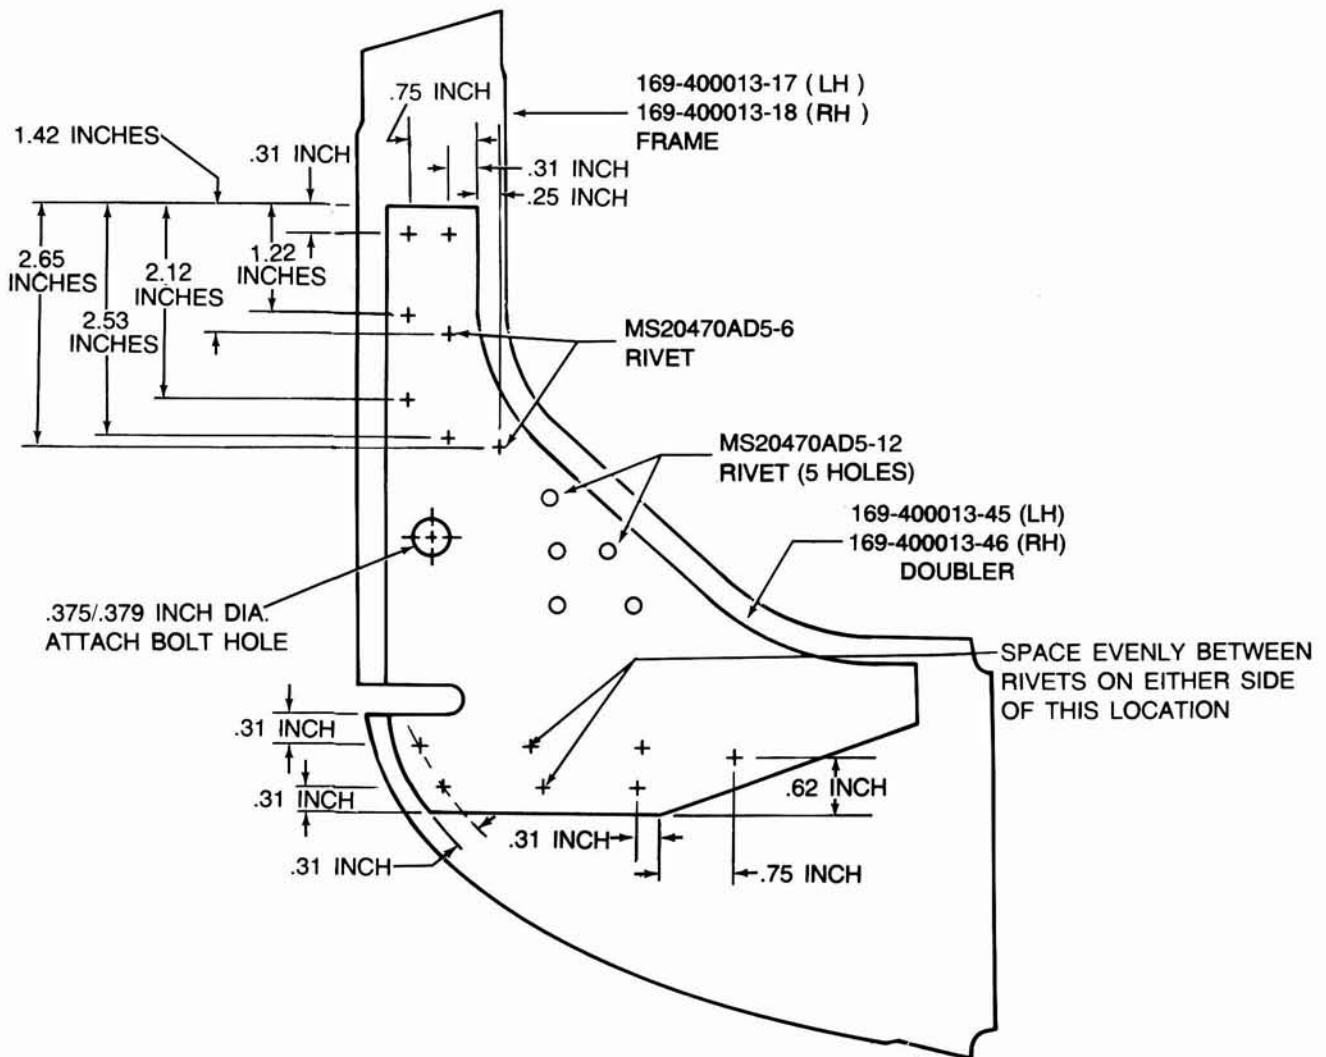 169-400013-17 ( LH )
169-400013-18 (RH )
FRAME
.75 INCH
1.42 INCHES
.31 INCH
.31 INCH
.25 INCH
2.65
INCHES
2.53
INCHES
2.12
INCHES
1.22
INCHES
MS20470AD5-6
RIVET
MS20470AD5-12
RIVET (5 HOLES)
169-400013-45 (LH)
169-400013-46 (RH)
DOUBLER
.375/.379 INCH DIA.
ATTACH BOLT HOLE
SPACE EVENLY BETWEEN
RIVETS ON EITHER SIDE
OF THIS LOCATION
.31 INCH
.31 INCH
.31 INCH
.31 INCH
.62 INCH
.75 INCH